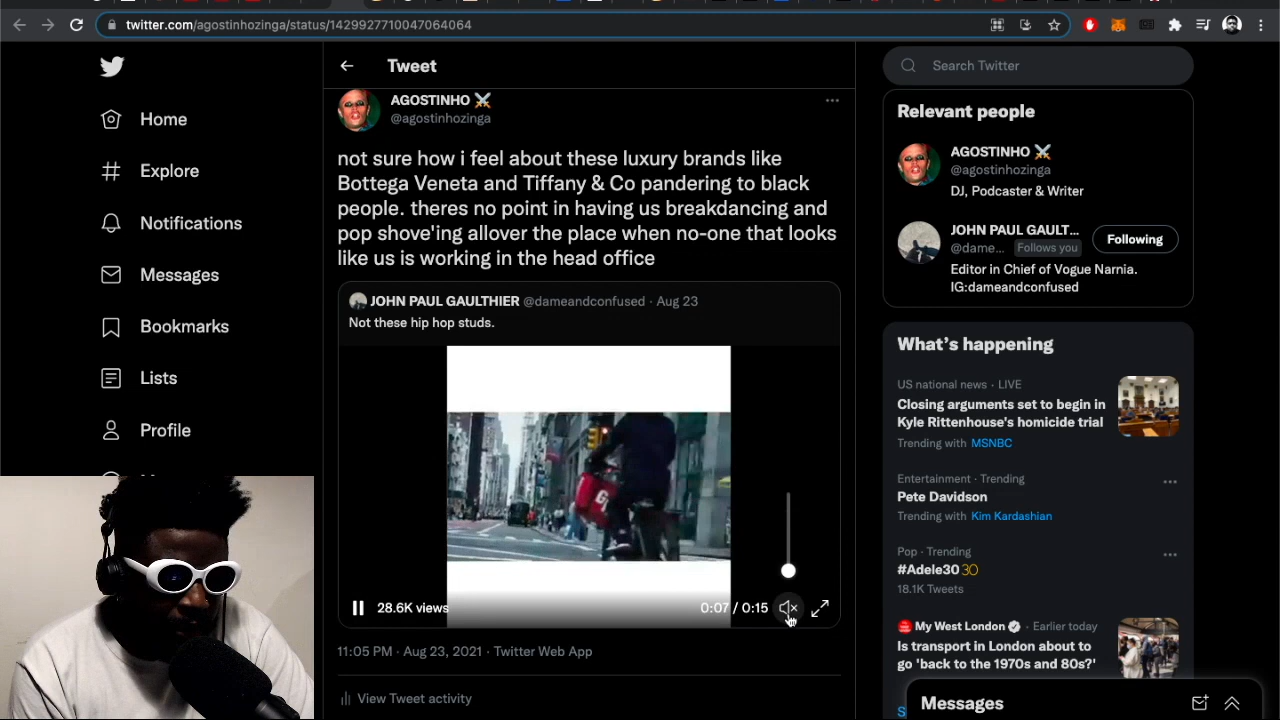 twitter.com/agostinhozinga/status/1429927710047064064
Home
Explore
Notifications
Messages
Bookmarks
Lists
Profile
Tweet
AGOSTINHO ⚔️
@agostinhozinga
not sure how i feel about these luxury brands like
Bottega Veneta and Tiffany & Co pandering to black
people. theres no point in having us breakdancing and
pop shove'ing allover the place when no-one that looks
like us is working in the head office
JOHN PAUL GAULTHIER @dameandconfused · Aug 23
Not these hip hop studs.
28.6K views
0:07 / 0:15
11:05 PM · Aug 23, 2021 · Twitter Web App
View Tweet activity
Search Twitter
Relevant people
AGOSTINHO ⚔️
@agostinhozinga
DJ, Podcaster & Writer
JOHN PAUL GAULT...
@dame... Follows you
Following
Editor in Chief of Vogue Narnia.
IG:dameandconfused
What's happening
US national news · LIVE
Closing arguments set to begin in
Kyle Rittenhouse's homicide trial
Trending with MSNBC
Entertainment · Trending
Pete Davidson
Trending with Kim Kardashian
Pop · Trending
#Adele30
18.1K Tweets
My West London · Earlier today
Is transport in London about to
go 'back to the 1970s and 80s?'
Messages